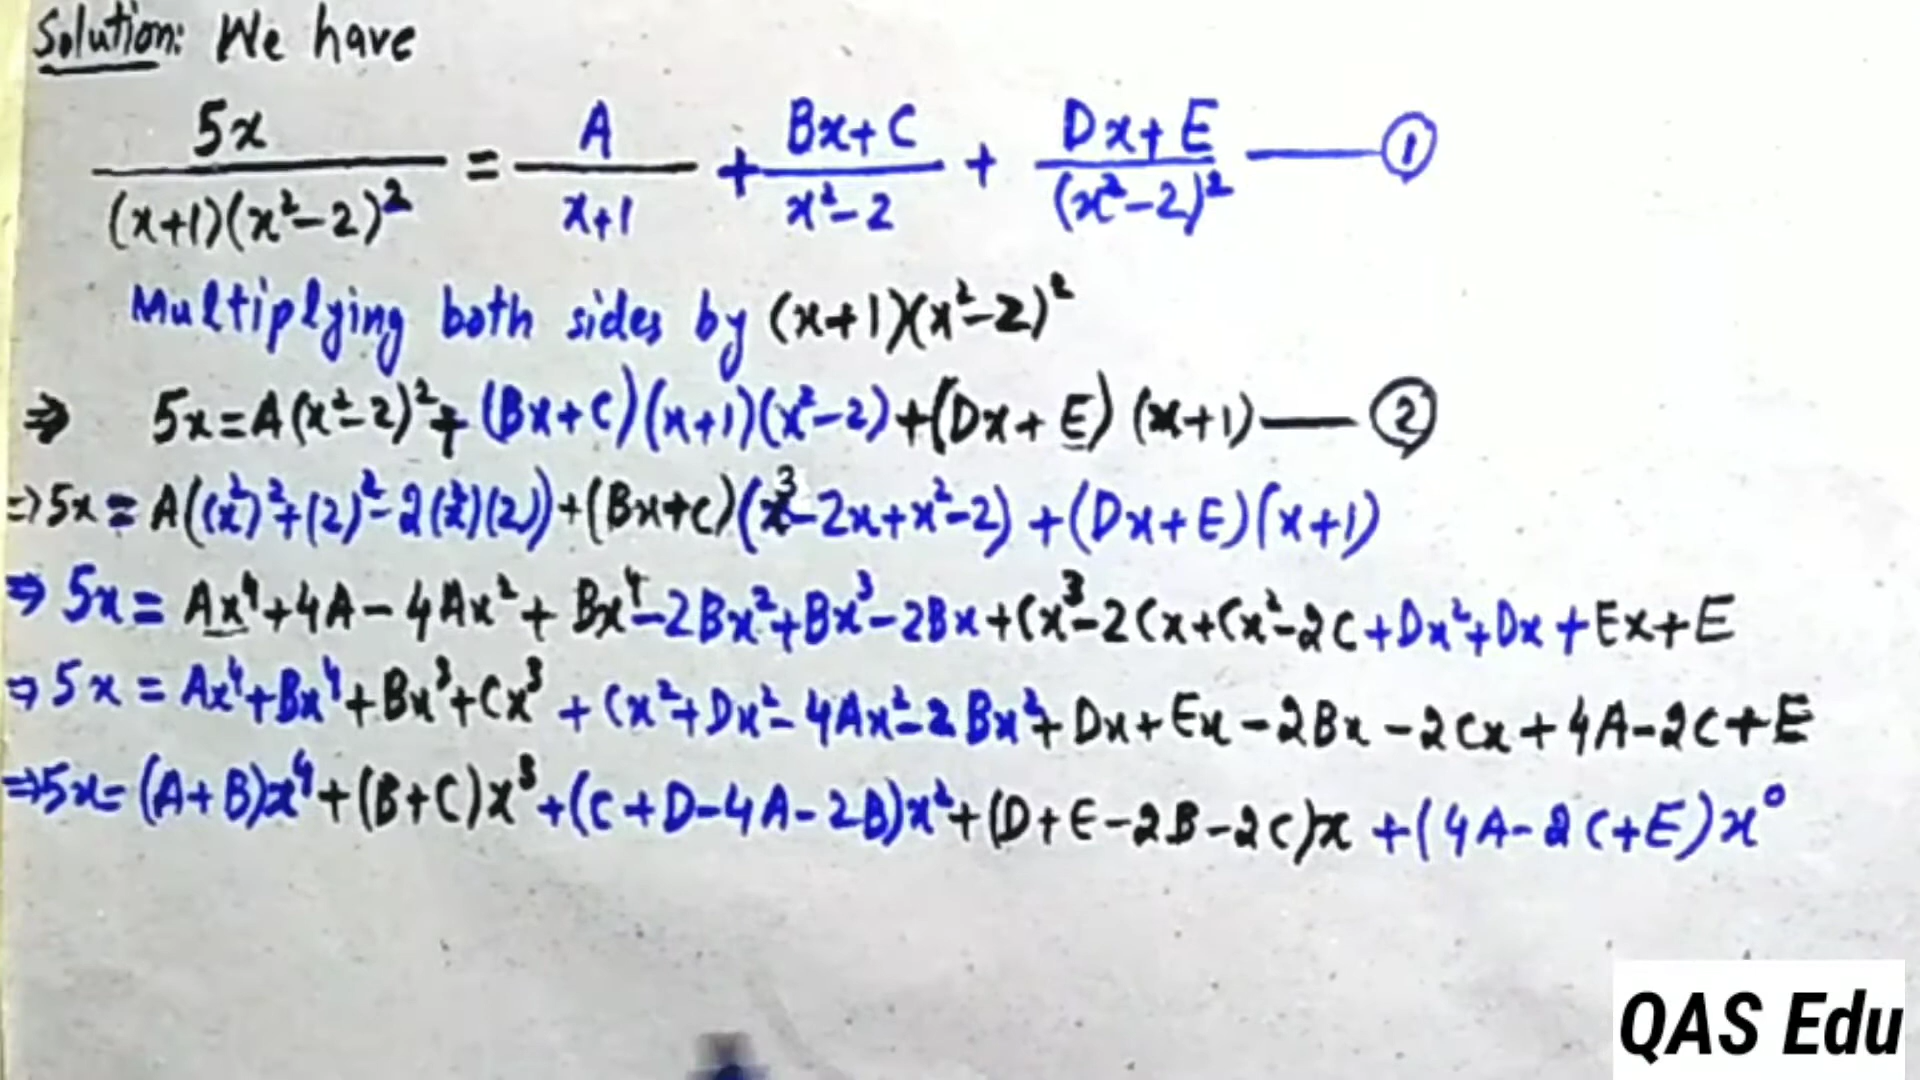 Solution: We have
5x / (x+1)(x²-2)² = A / x+1 + Bx+C / x²-2 + Dx+E / (x²-2)² —— ①
Multiplying both sides by (x+1)(x²-2)²
⇒ 5x=A(x²-2)²+(Bx+C)(x+1)(x²-2)+(Dx+E)(x+1)—— ②
⇒5x=A((x²)²+(2)²-2(x²)(2))+(Bx+C)(x³-2x+x²-2)+(Dx+E)(x+1)
⇒ 5x= Ax⁴+4A-4Ax²+Bx⁴-2Bx²+Bx³-2Bx+Cx³-2Cx+Cx²-2C+Dx²+Dx+Ex+E
⇒5x=Ax⁴+Bx⁴+Bx³+Cx³+Cx²+Dx²-4Ax²-2Bx²+Dx+Ex-2Bx-2Cx+4A-2C+E
⇒5x=(A+B)x⁴+(B+C)x³+(C+D-4A-2B)x²+(D+E-2B-2C)x+(4A-2C+E)x⁰
QAS Edu